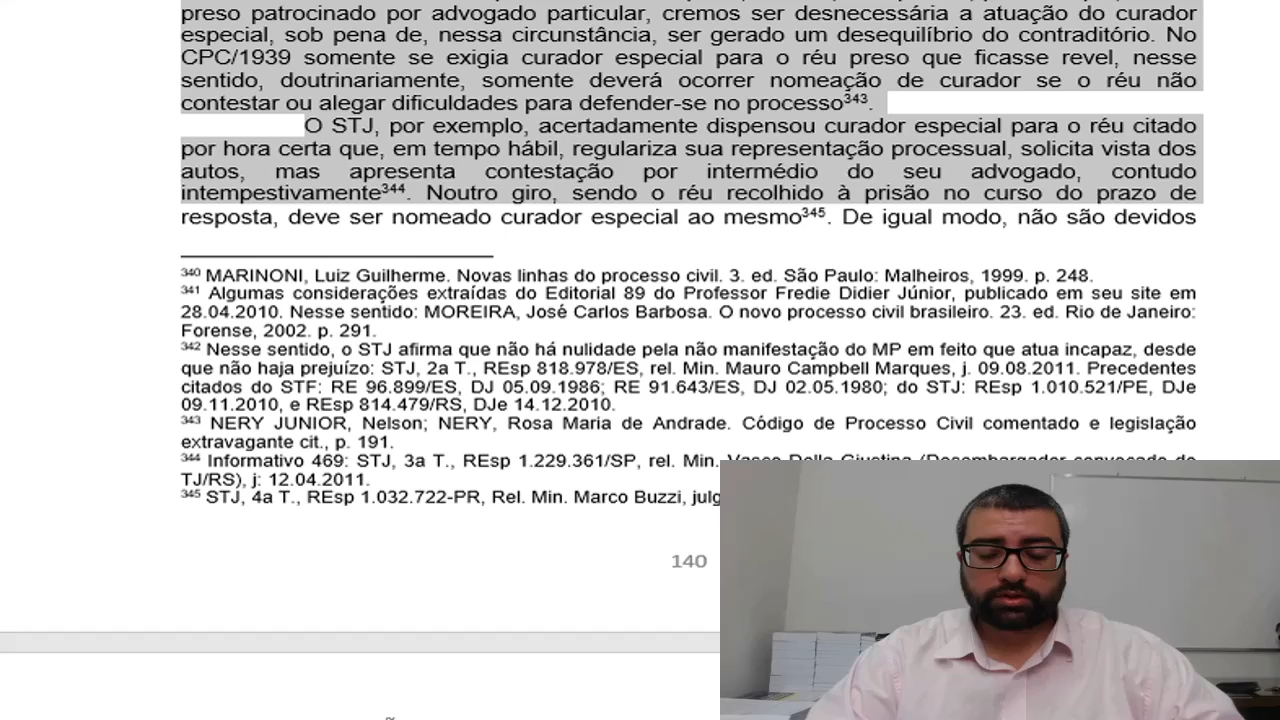 preso patrocinado por advogado particular, cremos ser desnecessária a atuação do curador
especial, sob pena de, nessa circunstância, ser gerado um desequilíbrio do contraditório. No
CPC/1939 somente se exigia curador especial para o réu preso que ficasse revel, nesse
sentido, doutrinariamente, somente deverá ocorrer nomeação de curador se o réu não
contestar ou alegar dificuldades para defender-se no processo³⁴³.
O STJ, por exemplo, acertadamente dispensou curador especial para o réu citado
por hora certa que, em tempo hábil, regulariza sua representação processual, solicita vista dos
autos, mas apresenta contestação por intermédio do seu advogado, contudo
intempestivamente³⁴⁴. Noutro giro, sendo o réu recolhido à prisão no curso do prazo de
resposta, deve ser nomeado curador especial ao mesmo³⁴⁵. De igual modo, não são devidos
³⁴⁰ MARINONI, Luiz Guilherme. Novas linhas do processo civil. 3. ed. São Paulo: Malheiros, 1999. p. 248.
³⁴¹ Algumas considerações extraídas do Editorial 89 do Professor Fredie Didier Júnior, publicado em seu site em
28.04.2010. Nesse sentido: MOREIRA, José Carlos Barbosa. O novo processo civil brasileiro. 23. ed. Rio de Janeiro:
Forense, 2002. p. 291.
³⁴² Nesse sentido, o STJ afirma que não há nulidade pela não manifestação do MP em feito que atua incapaz, desde
que não haja prejuízo: STJ, 2a T., REsp 818.978/ES, rel. Min. Mauro Campbell Marques, j. 09.08.2011. Precedentes
citados do STF: RE 96.899/ES, DJ 05.09.1986; RE 91.643/ES, DJ 02.05.1980; do STJ: REsp 1.010.521/PE, DJe
09.11.2010, e REsp 814.479/RS, DJe 14.12.2010.
³⁴³ NERY JUNIOR, Nelson; NERY, Rosa Maria de Andrade. Código de Processo Civil comentado e legislação
extravagante cit., p. 191.
³⁴⁴ Informativo 469: STJ, 3a T., REsp 1.229.361/SP, rel. Min. Vasco Della Giustina (Desembargador convocado do
TJ/RS), j: 12.04.2011.
³⁴⁵ STJ, 4a T., REsp 1.032.722-PR, Rel. Min. Marco Buzzi, julg
140